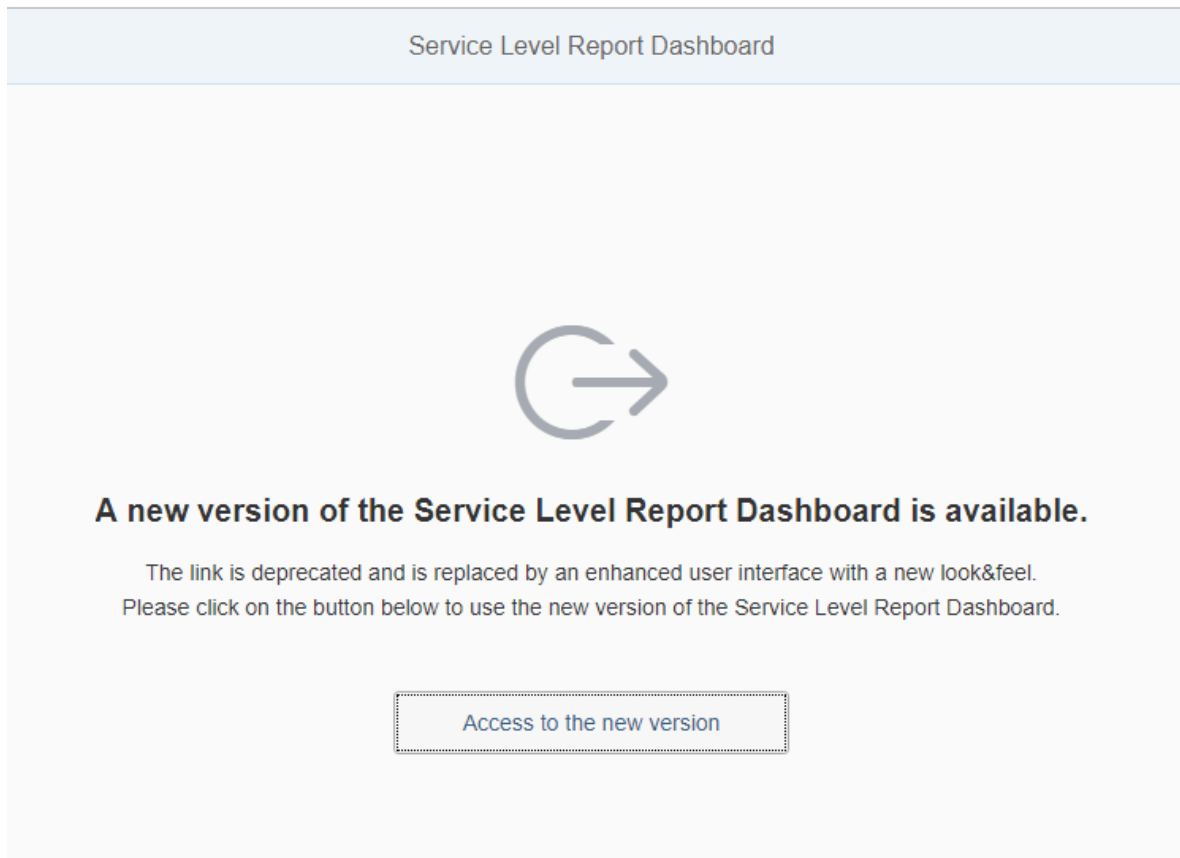 Service Level Report Dashboard
A new version of the Service Level Report Dashboard is available.
The link is deprecated and is replaced by an enhanced user interface with a new look&feel.
Please click on the button below to use the new version of the Service Level Report Dashboard.
Access to the new version